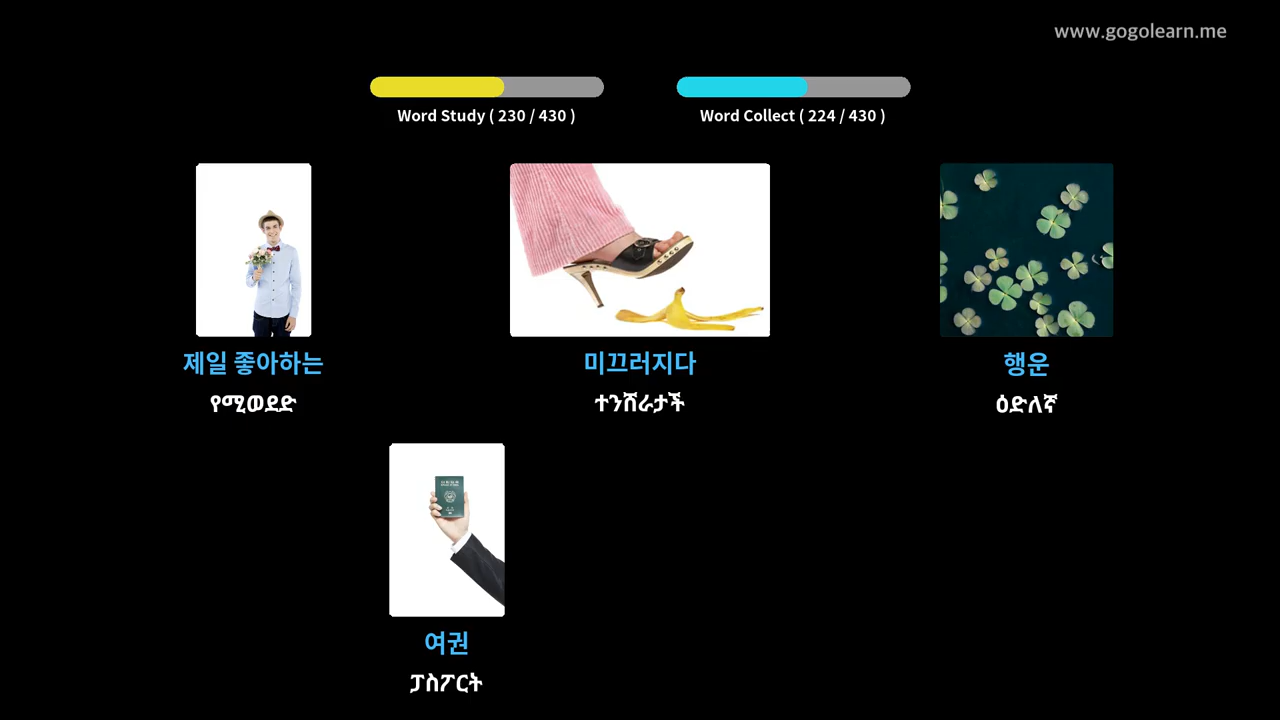 www.gogolearn.me
Word Study ( 230 / 430 )
Word Collect ( 224 / 430 )
제일 좋아하는
የሚወደድ
미끄러지다
ተንሸራታች
행운
ዕድለኛ
여권
ፓስፖርት